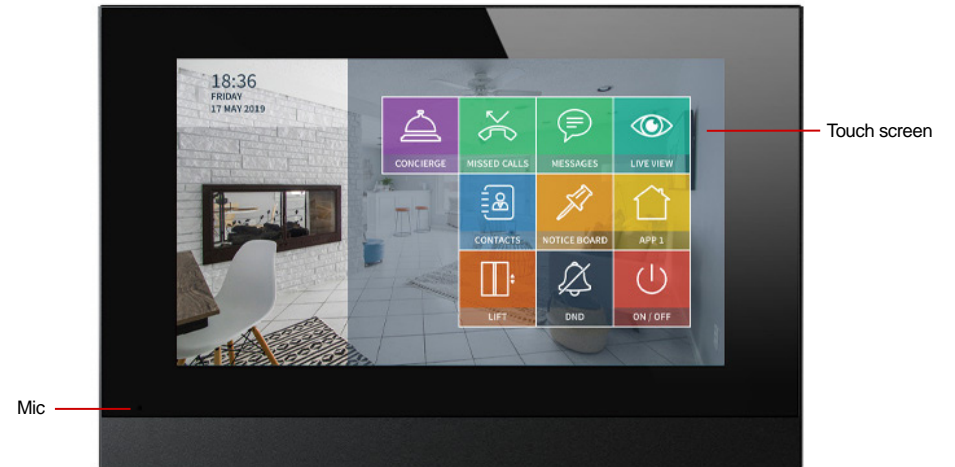 18:36
FRIDAY
17 MAY 2019
CONCIERGE
MISSED CALLS
MESSAGES
LIVE VIEW
Touch screen
CONTACTS
NOTICE BOARD
APP 1
LIFT
DND
ON / OFF
Mic